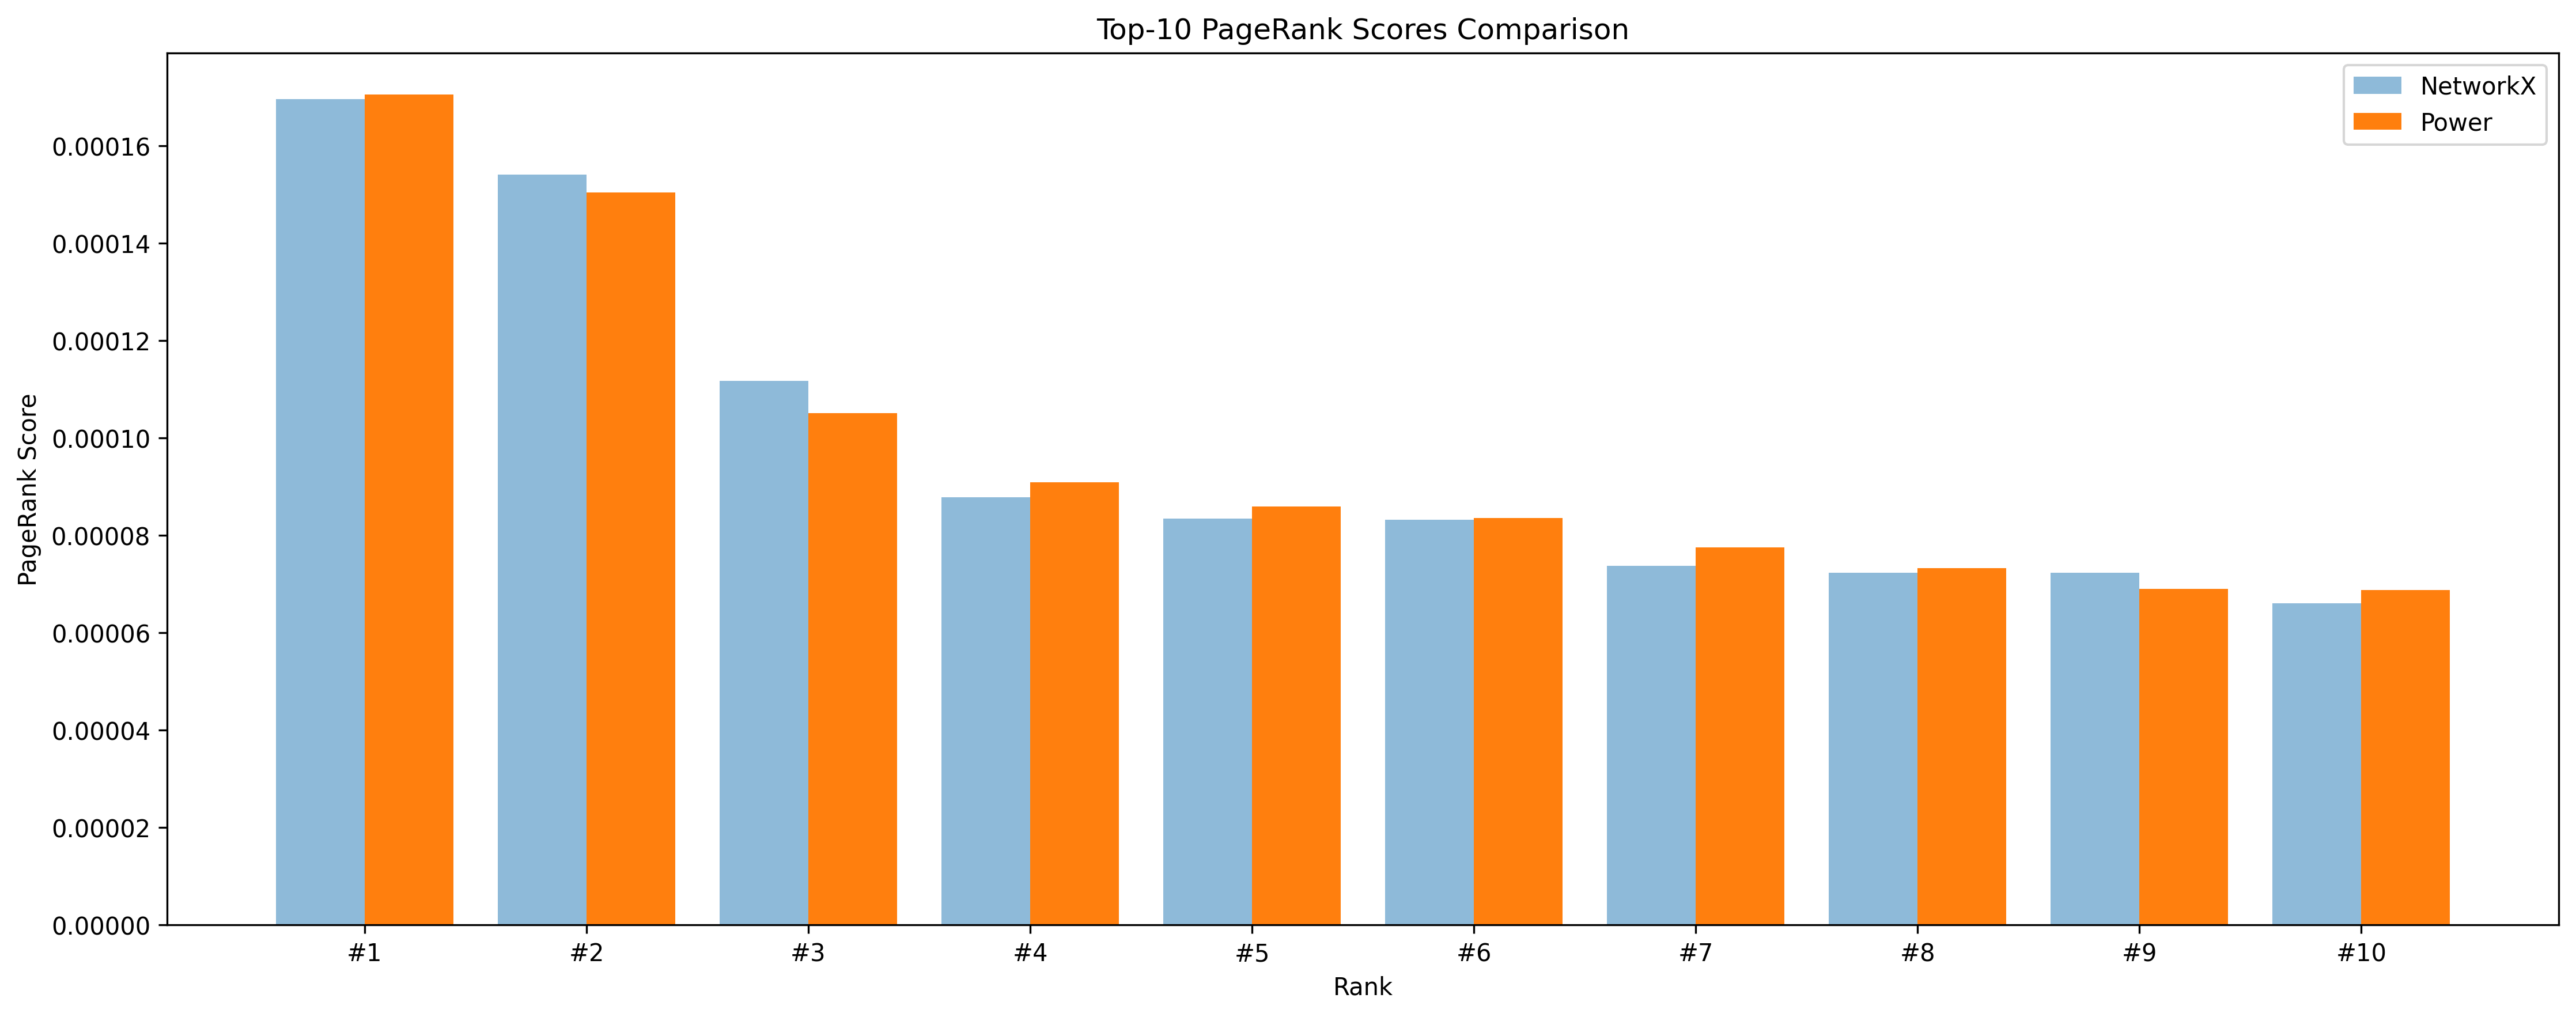 Top-10 PageRank Scores Comparison
NetworkX
Power
PageRank Score
0.00016
0.00014
0.00012
0.00010
0.00008
0.00006
0.00004
0.00002
0.00000
#1 #2 #3 #4 #5 #6 #7 #8 #9 #10
Rank